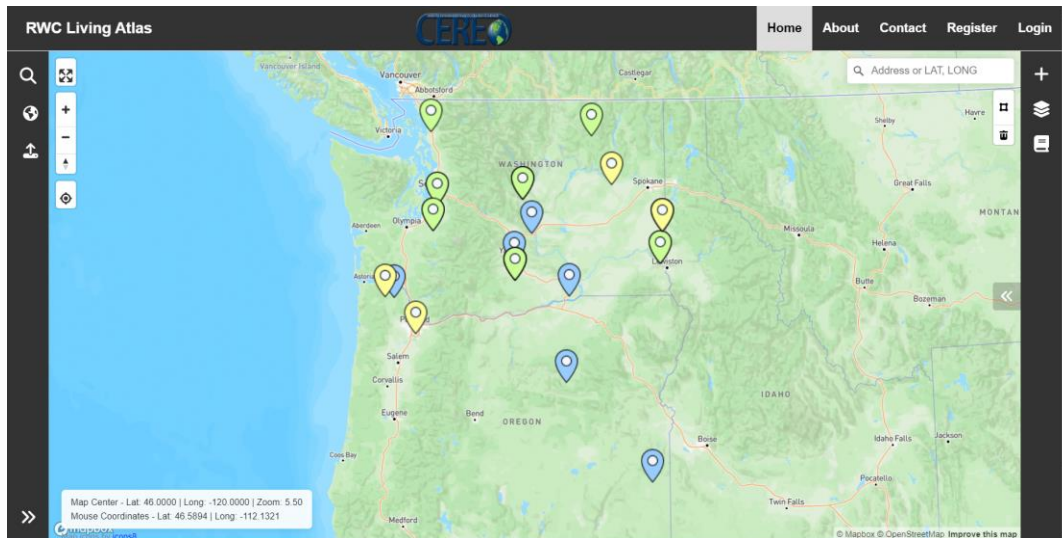 RWC Living Atlas
CEREO
Home About Contact Register Login
Address or LAT, LONG
Vancouver Island
Vancouver
Abbotsford
Castlegar
Victoria
Havre
Shelby
WASHINGTON
Spokane
Great Falls
Olympia
Aberdeen
MONTAN
Missoula
Helena
Lewiston
Astoria
Butte
Bozeman
Salem
Corvallis
IDAHO
Eugene
Bend
OREGON
Boise
Idaho Falls
Jackson
Coos Bay
Pocatello
Twin Falls
Medford
Map Center - Lat: 46.0000 | Long: -120.0000 | Zoom: 5.50
Mouse Coordinates - Lat: 46.5894 | Long: -112.1321
mapbox
icons8
© Mapbox © OpenStreetMap Improve this map